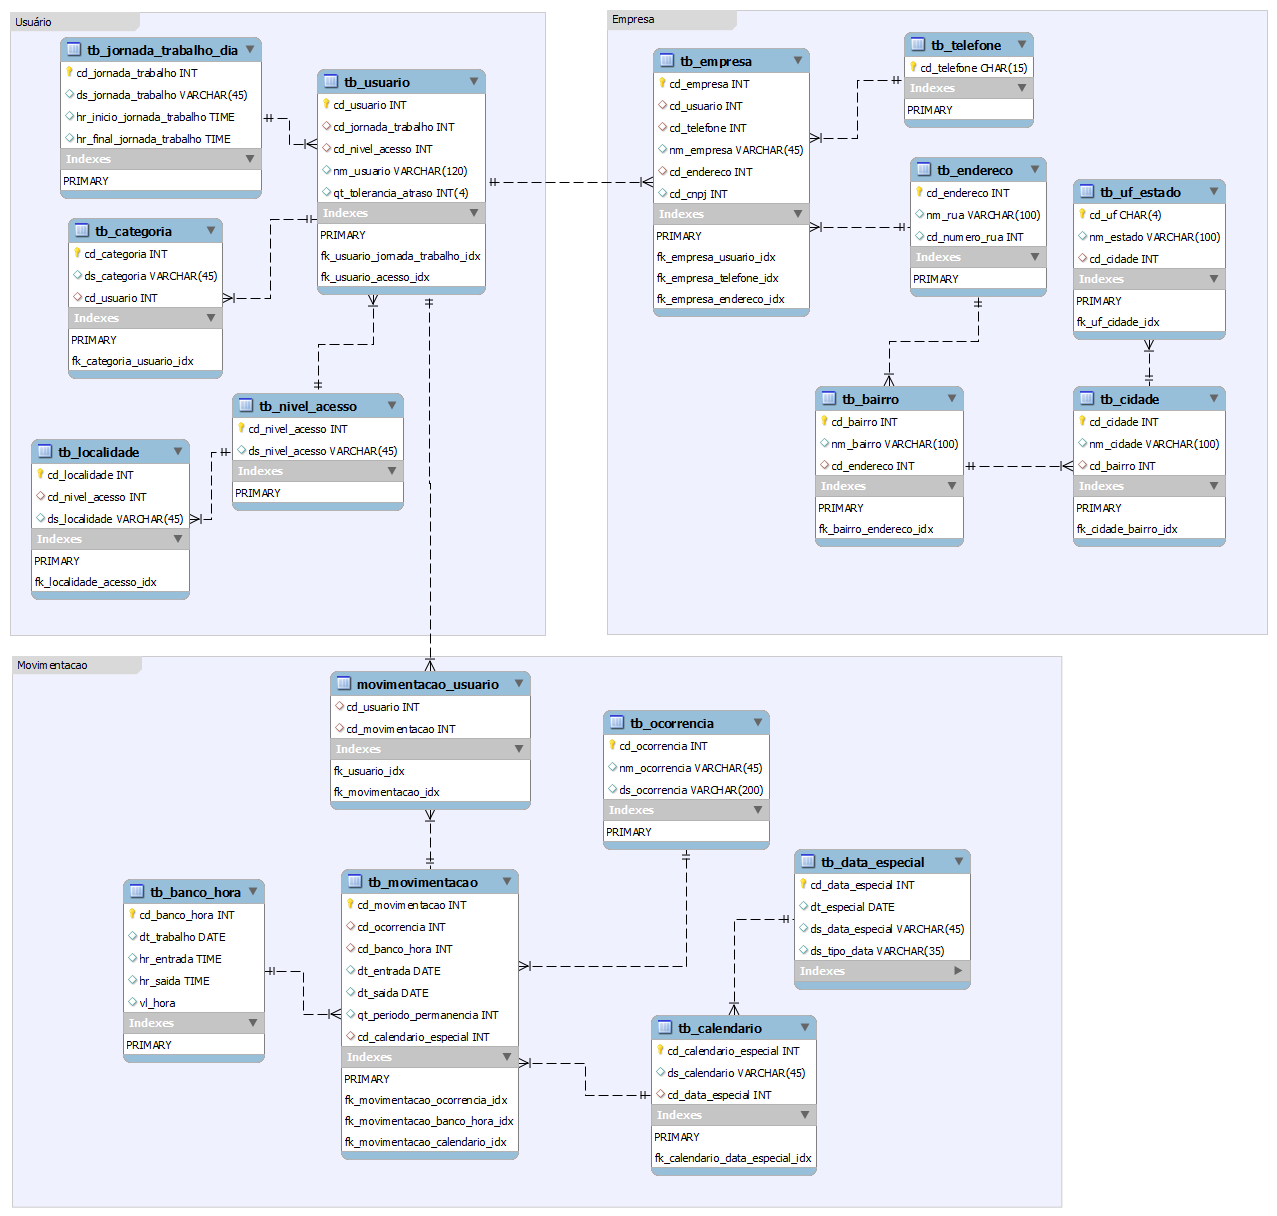 Usuário
tb_jornada_trabalho_dia
cd_jornada_trabalho INT
ds_jornada_trabalho VARCHAR(45)
hr_inicio_jornada_trabalho TIME
hr_final_jornada_trabalho TIME
Indexes
PRIMARY
tb_usuario
cd_usuario INT
cd_jornada_trabalho INT
cd_nivel_acesso INT
nm_usuario VARCHAR(120)
qt_tolerancia_atraso INT(4)
Indexes
PRIMARY
fk_usuario_jornada_trabalho_idx
fk_usuario_acesso_idx
tb_categoria
cd_categoria INT
ds_categoria VARCHAR(45)
cd_usuario INT
Indexes
PRIMARY
fk_categoria_usuario_idx
tb_nivel_acesso
cd_nivel_acesso INT
ds_nivel_acesso VARCHAR(45)
Indexes
PRIMARY
tb_localidade
cd_localidade INT
cd_nivel_acesso INT
ds_localidade VARCHAR(45)
Indexes
PRIMARY
fk_localidade_acesso_idx
Empresa
tb_empresa
cd_empresa INT
cd_usuario INT
cd_telefone INT
nm_empresa VARCHAR(45)
cd_endereco INT
cd_cnpj INT
Indexes
PRIMARY
fk_empresa_usuario_idx
fk_empresa_telefone_idx
fk_empresa_endereco_idx
tb_telefone
cd_telefone CHAR(15)
Indexes
PRIMARY
tb_endereco
cd_endereco INT
nm_rua VARCHAR(100)
cd_numero_rua INT
Indexes
PRIMARY
tb_uf_estado
cd_uf CHAR(4)
nm_estado VARCHAR(100)
cd_cidade INT
Indexes
PRIMARY
fk_uf_cidade_idx
tb_bairro
cd_bairro INT
nm_bairro VARCHAR(100)
cd_endereco INT
Indexes
PRIMARY
fk_bairro_endereco_idx
tb_cidade
cd_cidade INT
nm_cidade VARCHAR(100)
cd_bairro INT
Indexes
PRIMARY
fk_cidade_bairro_idx
Movimentacao
movimentacao_usuario
cd_usuario INT
cd_movimentacao INT
Indexes
fk_usuario_idx
fk_movimentacao_idx
tb_ocorrencia
cd_ocorrencia INT
nm_ocorrencia VARCHAR(45)
ds_ocorrencia VARCHAR(200)
Indexes
PRIMARY
tb_banco_hora
cd_banco_hora INT
dt_trabalho DATE
hr_entrada TIME
hr_saida TIME
vl_hora
Indexes
PRIMARY
tb_movimentacao
cd_movimentacao INT
cd_ocorrencia INT
cd_banco_hora INT
dt_entrada DATE
dt_saida DATE
qt_periodo_permanencia INT
cd_calendario_especial INT
Indexes
PRIMARY
fk_movimentacao_ocorrencia_idx
fk_movimentacao_banco_hora_idx
fk_movimentacao_calendario_idx
tb_data_especial
cd_data_especial INT
dt_especial DATE
ds_data_especial VARCHAR(45)
ds_tipo_data VARCHAR(35)
Indexes
tb_calendario
cd_calendario_especial INT
ds_calendario VARCHAR(45)
cd_data_especial INT
Indexes
PRIMARY
fk_calendario_data_especial_idx